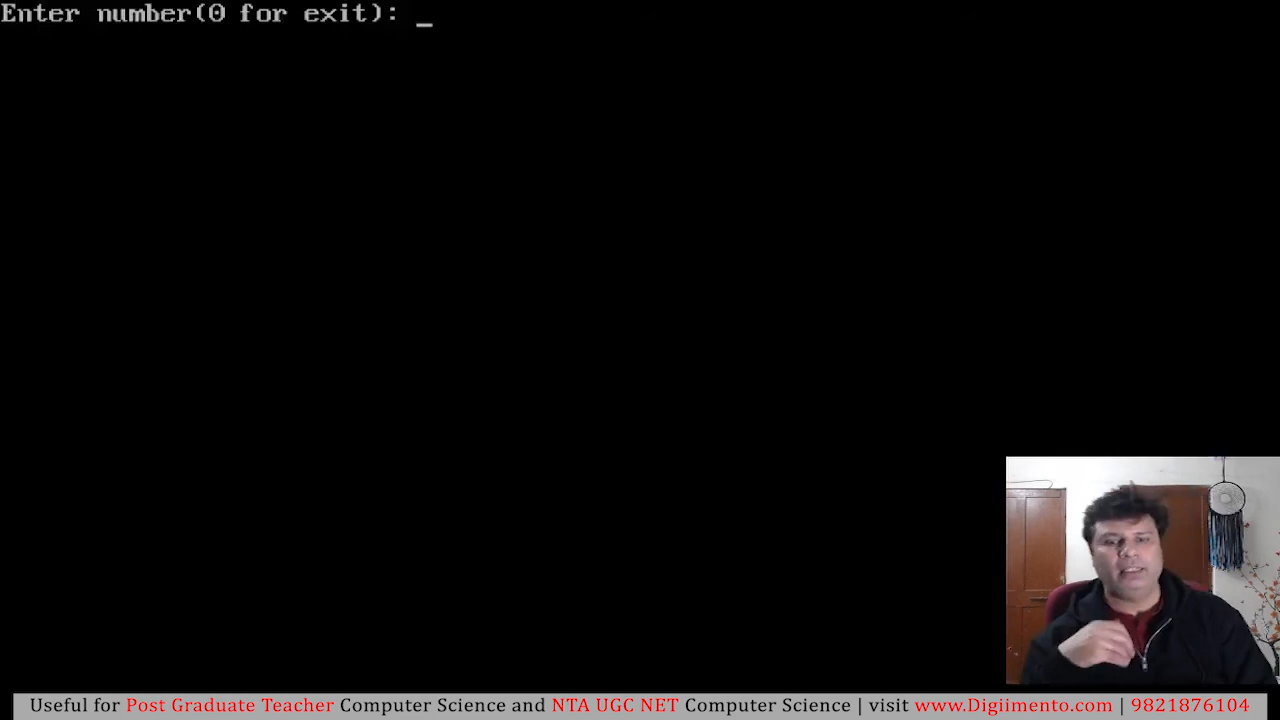 Enter number(0 for exit): _
Useful for Post Graduate Teacher Computer Science and NTA UGC NET Computer Science | visit www.Digiimento.com | 9821876104